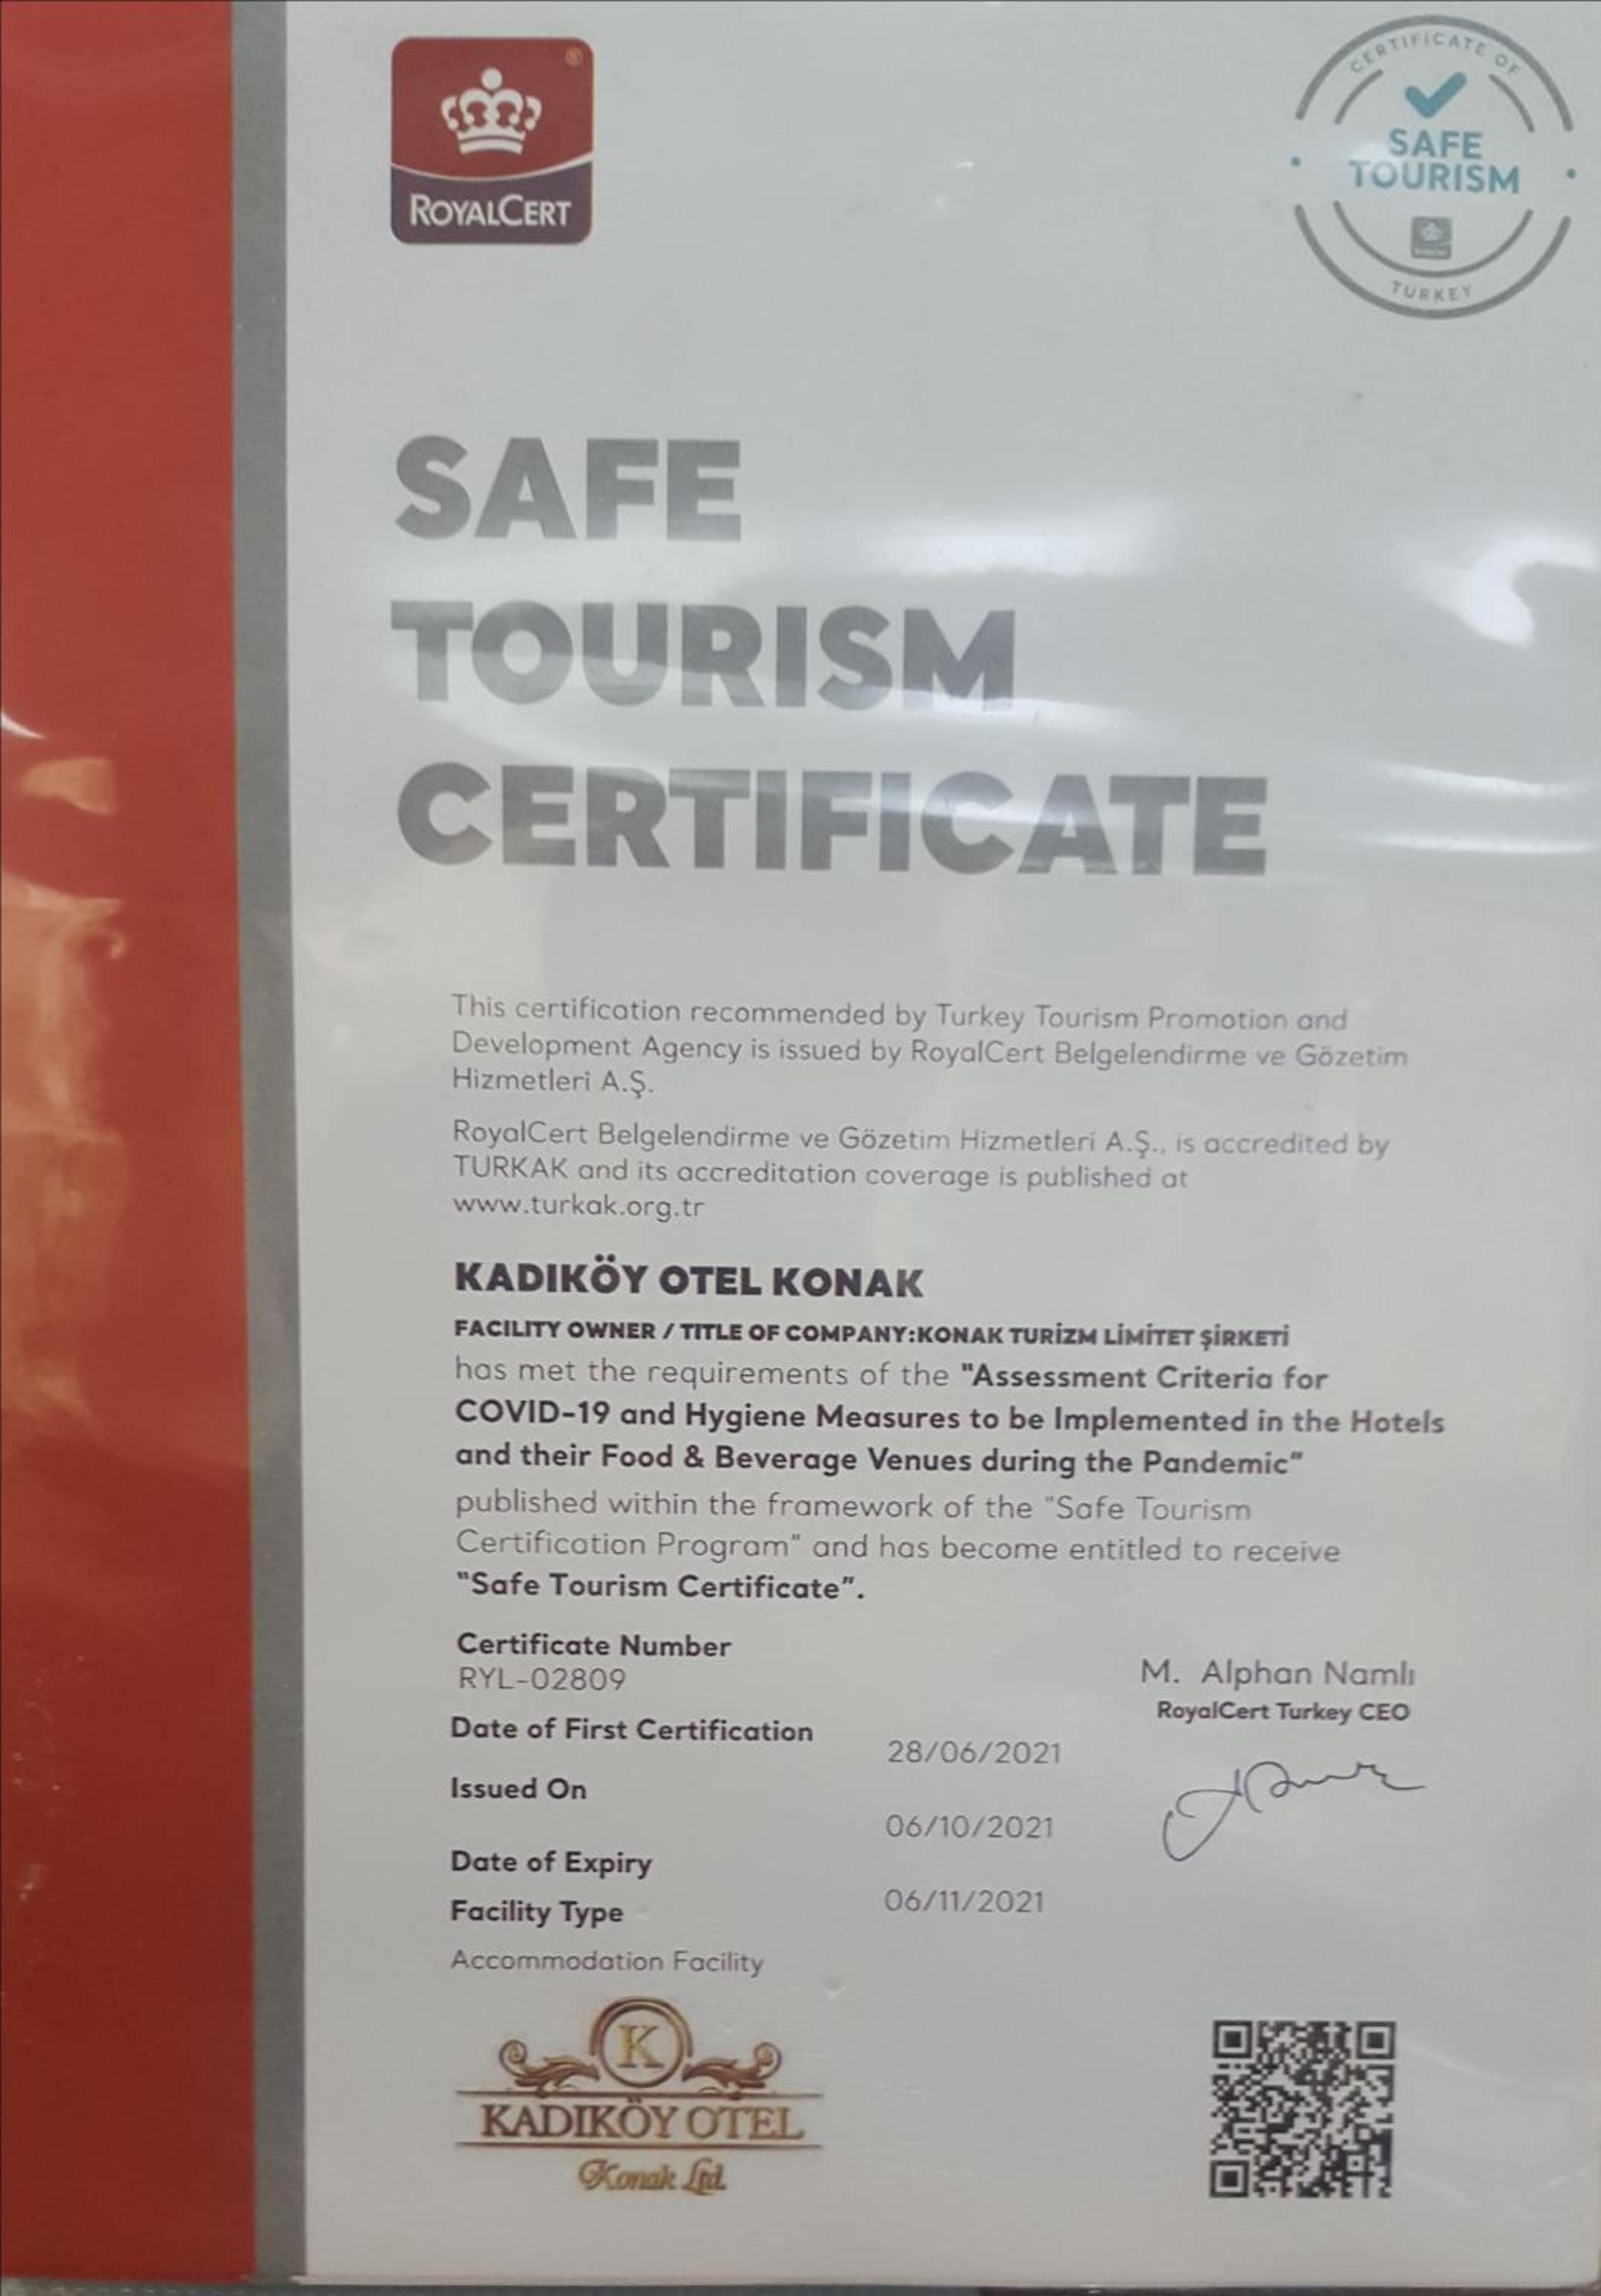 ROYALCERT
®
CERTIFICATE OF
SAFE
TOURISM
TURKEY
SAFE
TOURISM
CERTIFICATE
This certification recommended by Turkey Tourism Promotion and
Development Agency is issued by RoyalCert Belgelendirme ve Gözetim
Hizmetleri A.Ş.
RoyalCert Belgelendirme ve Gözetim Hizmetleri A.Ş., is accredited by
TURKAK and its accreditation coverage is published at
www.turkak.org.tr
KADIKÖY OTEL KONAK
FACILITY OWNER / TITLE OF COMPANY:KONAK TURİZM LİMİTET ŞİRKETİ
has met the requirements of the "Assessment Criteria for
COVID-19 and Hygiene Measures to be Implemented in the Hotels
and their Food & Beverage Venues during the Pandemic"
published within the framework of the "Safe Tourism
Certification Program" and has become entitled to receive
"Safe Tourism Certificate".
Certificate Number
RYL-02809
M. Alphan Namlı
RoyalCert Turkey CEO
Date of First Certification
28/06/2021
Issued On
06/10/2021
Date of Expiry
06/11/2021
Facility Type
Accommodation Facility
K
KADIKÖY OTEL
Konak Ltd.